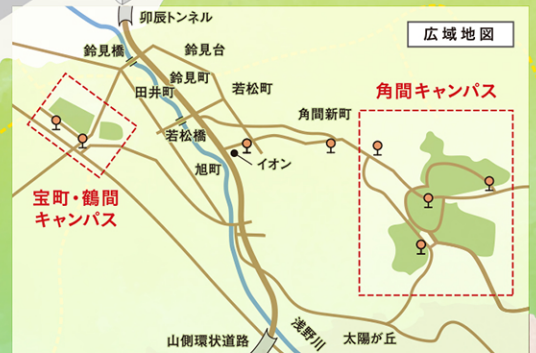 卯辰トンネル
広域地図
鈴見橋
鈴見台
鈴見町
田井町
若松町
角間キャンパス
角間新町
若松橋
イオン
旭町
宝町・鶴間
キャンパス
山側環状道路
浅野川
太陽が丘